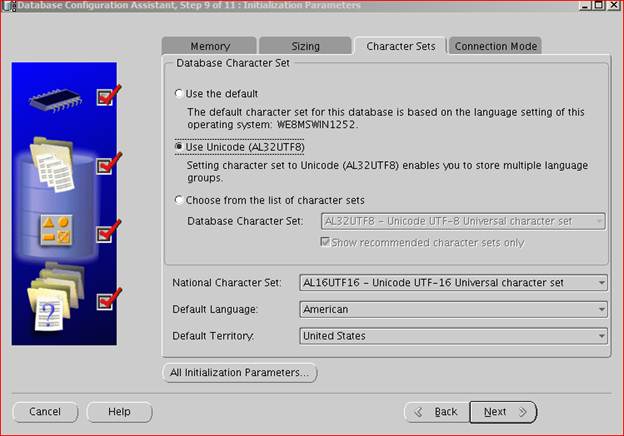 Database Configuration Assistant, Step 9 of 11 : Initialization Parameters
Memory Sizing Character Sets Connection Mode
Database Character Set
Use the default
The default character set for this database is based on the language setting of this
operating system: WE8MSWIN1252.
Use Unicode (AL32UTF8)
Setting character set to Unicode (AL32UTF8) enables you to store multiple language
groups.
Choose from the list of character sets
Database Character Set: AL32UTF8 - Unicode UTF-8 Universal character set
Show recommended character sets only
National Character Set: AL16UTF16 - Unicode UTF-16 Universal character set
Default Language: American
Default Territory: United States
All Initialization Parameters...
Cancel Help Back Next